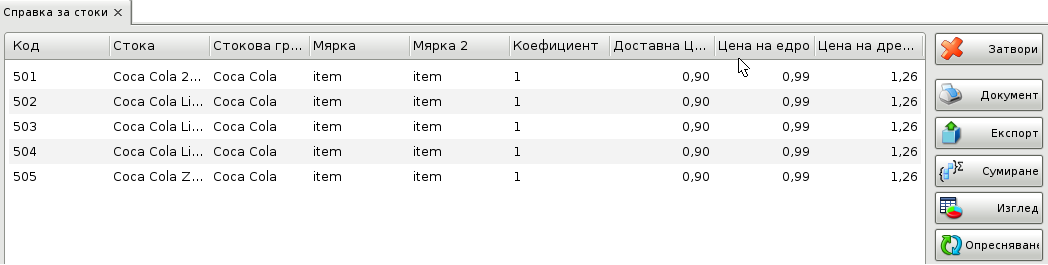 Справка за стоки
Код Стока Стокова гр... Мярка Мярка 2 Коефициент Доставна Ц... Цена на едро Цена на дре...
501 Coca Cola 2... Coca Cola item item 1 0,90 0,99 1,26
502 Coca Cola Li... Coca Cola item item 1 0,90 0,99 1,26
503 Coca Cola Li... Coca Cola item item 1 0,90 0,99 1,26
504 Coca Cola Li... Coca Cola item item 1 0,90 0,99 1,26
505 Coca Cola Z... Coca Cola item item 1 0,90 0,99 1,26
Затвори
Документ
Експорт
Сумиране
Изглед
Опресняване